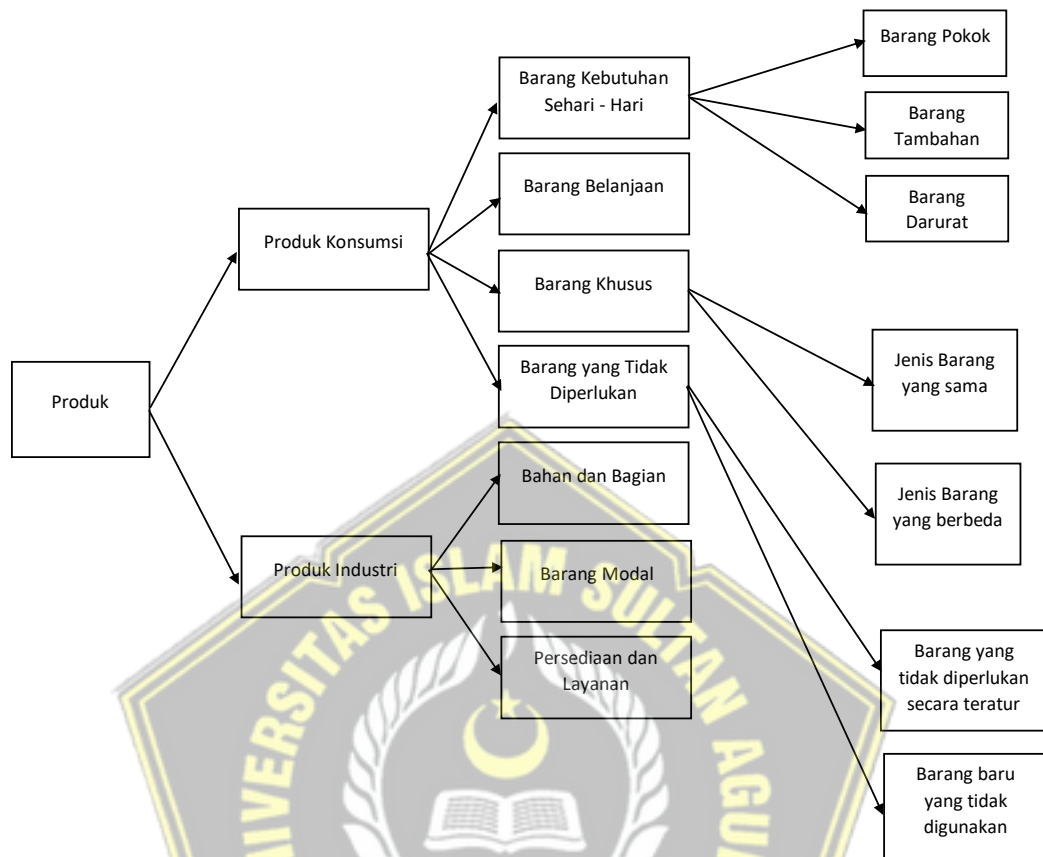 Produk
Produk Konsumsi
Produk Industri
Barang Kebutuhan
Sehari - Hari
Barang Belanjaan
Barang Khusus
Barang yang Tidak
Diperlukan
Bahan dan Bagian
Barang Modal
Persediaan dan
Layanan
Barang Pokok
Barang
Tambahan
Barang
Darurat
Jenis Barang
yang sama
Jenis Barang
yang berbeda
Barang yang
tidak diperlukan
secara teratur
Barang baru
yang tidak
digunakan
UNIVERSITAS ISLAM SULTAN AGUN